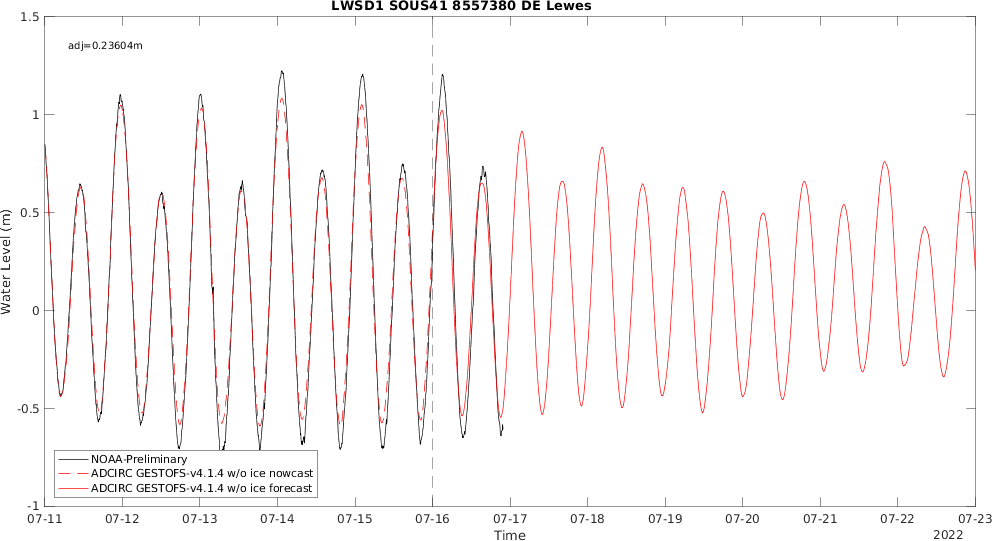 LWSD1 SOUS41 8557380 DE Lewes
adj=0.23604m
1.5
1
0.5
0
-0.5
-1
Water Level (m)
NOAA-Preliminary
ADCIRC GESTOFS-v4.1.4 w/o ice nowcast
ADCIRC GESTOFS-v4.1.4 w/o ice forecast
07-11 07-12 07-13 07-14 07-15 07-16 07-17 07-18 07-19 07-20 07-21 07-22 07-23
Time
2022